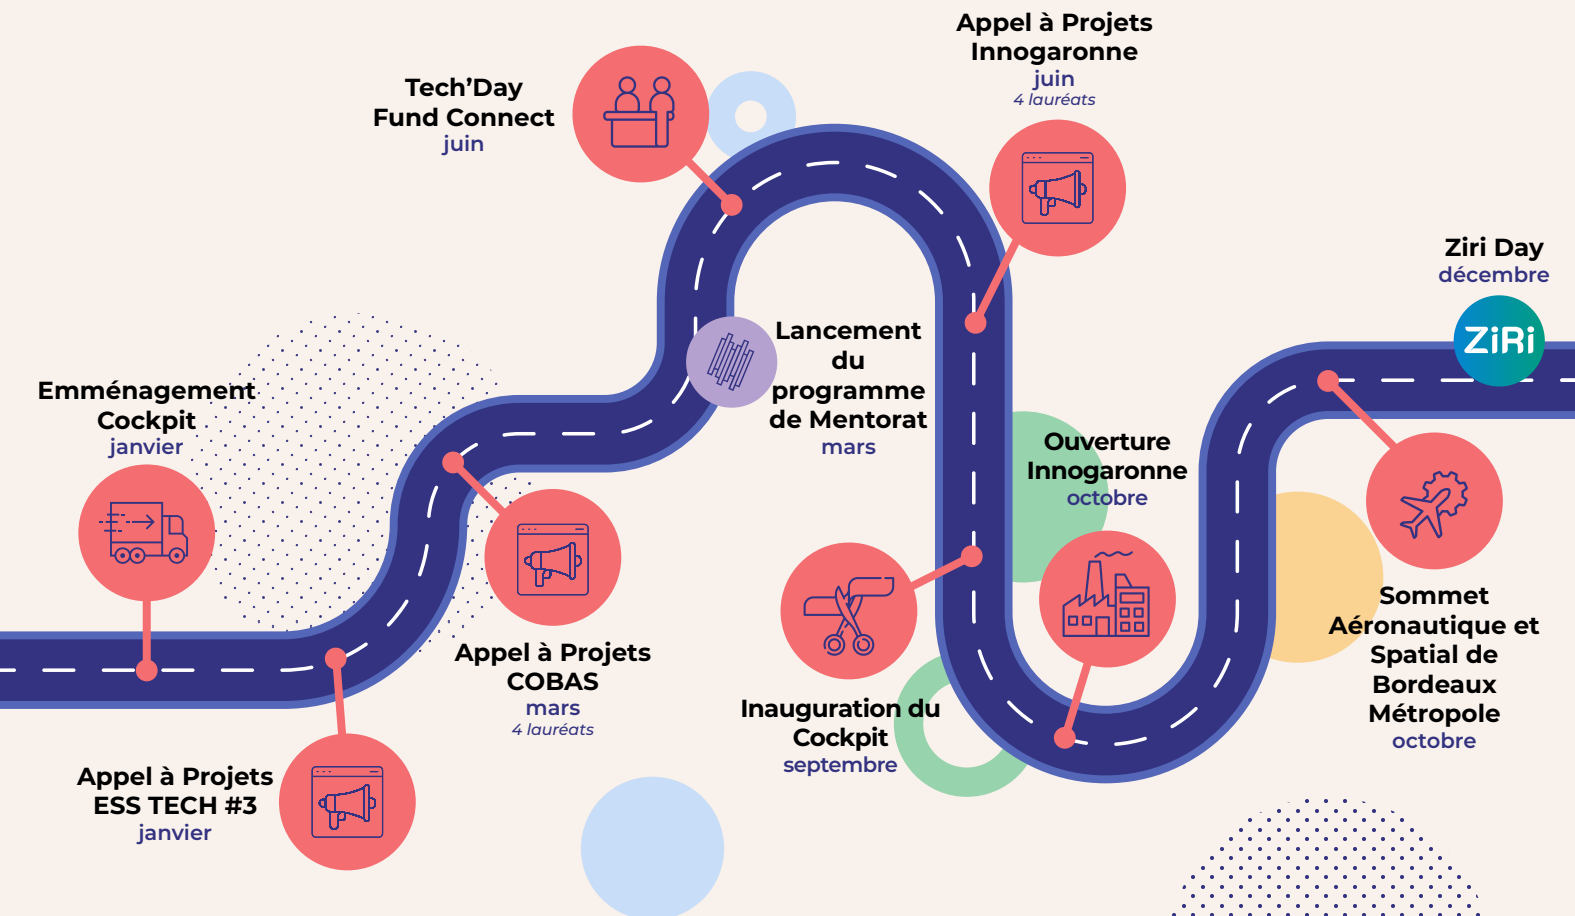 Emménagement
Cockpit
janvier
Appel à Projets
ESS TECH #3
janvier
Appel à Projets
COBAS
mars
4 lauréats
Lancement
du
programme
de Mentorat
mars
Tech’Day
Fund Connect
juin
Appel à Projets
Innogaronne
juin
4 lauréats
Inauguration du
Cockpit
septembre
Ouverture
Innogaronne
octobre
Sommet
Aéronautique et
Spatial de
Bordeaux
Métropole
octobre
Ziri Day
décembre
ZiRi